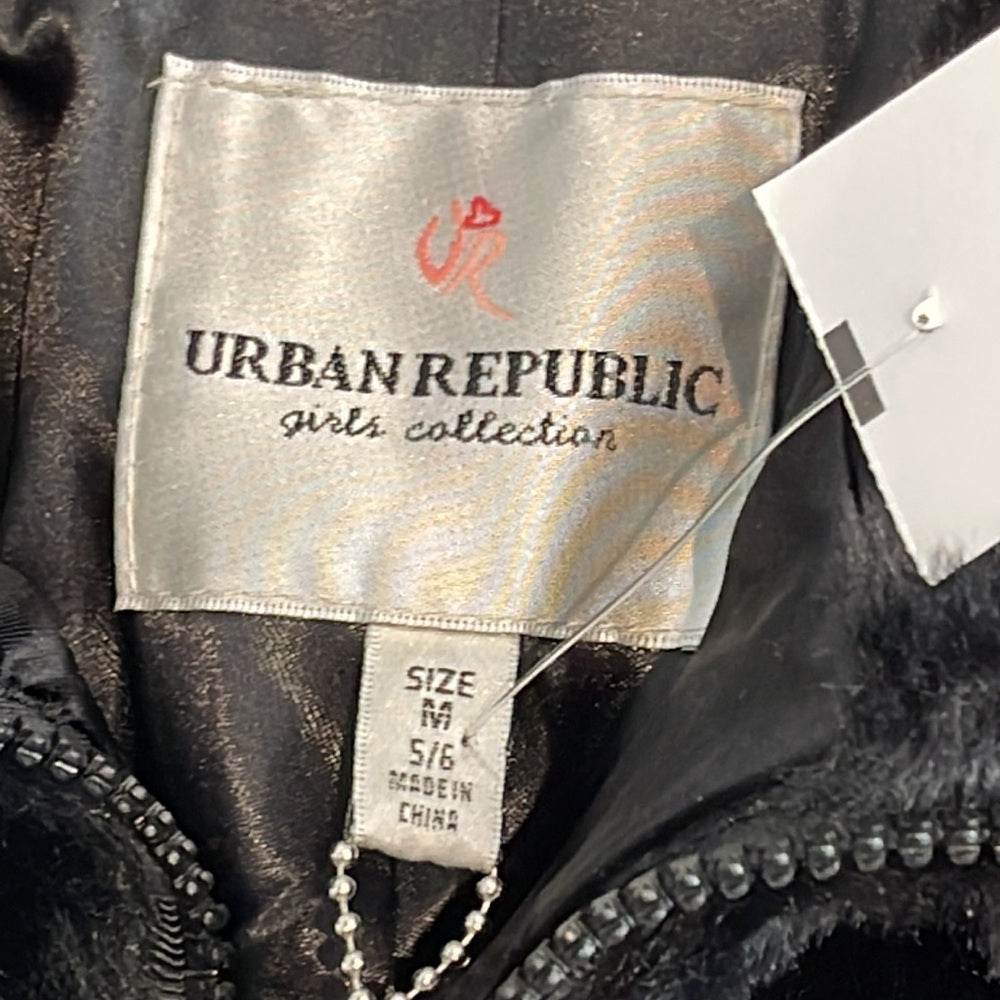 UR
URBAN REPUBLIC
girls collection
SIZE
M
5/6
MADE IN
CHINA